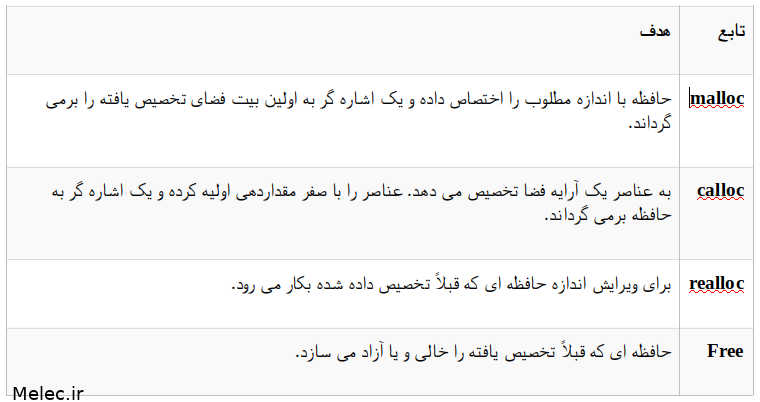 تابع هدف
malloc حافظه با اندازه مطلوب را اختصاص داده و یک اشاره گر به اولین بیت فضای تخصیص یافته را برمی
گرداند.
calloc به عناصر یک آرایه فضا تخصیص می دهد. عناصر را با صفر مقداردهی اولیه کرده و یک اشاره گر به
حافظه برمی گرداند.
realloc برای ویرایش اندازه حافظه ای که قبلاً تخصیص داده شده بکار می رود.
Free حافظه ای که قبلاً تخصیص یافته را خالی و یا آزاد می سازد.
Melec.ir